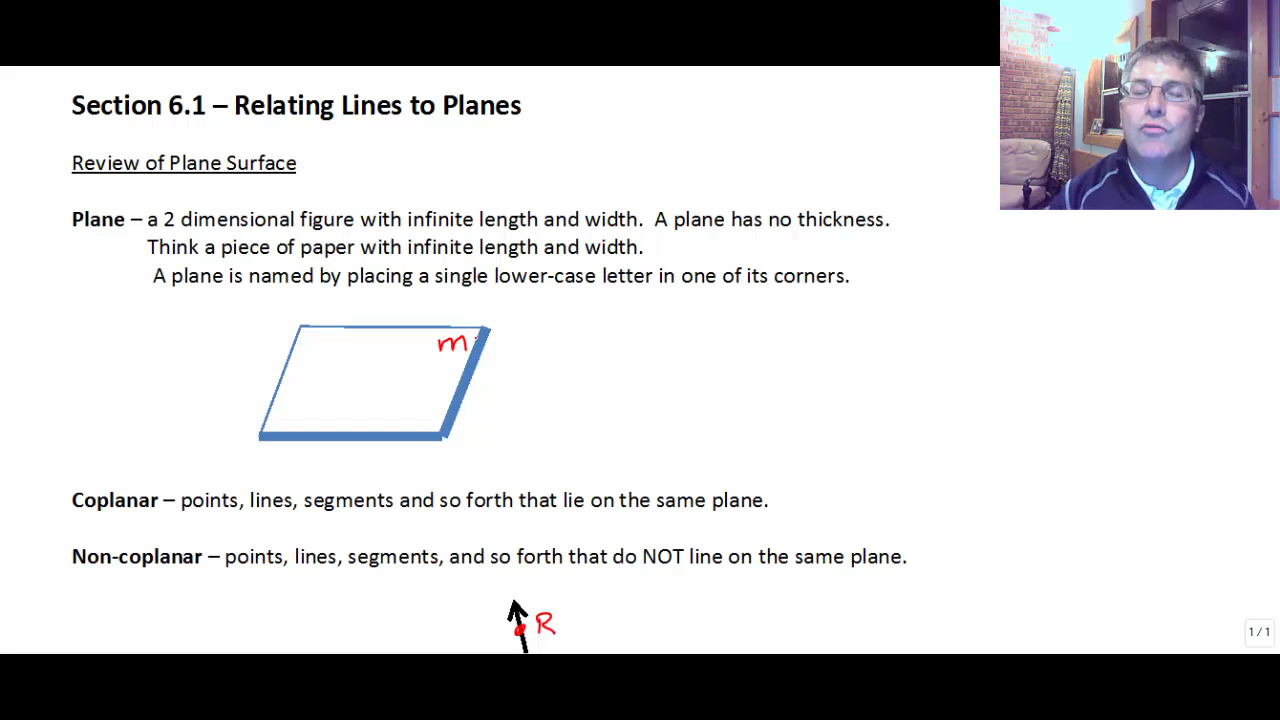 Section 6.1 – Relating Lines to Planes
Review of Plane Surface
Plane – a 2 dimensional figure with infinite length and width.  A plane has no thickness.
Think a piece of paper with infinite length and width.
A plane is named by placing a single lower-case letter in one of its corners.
m
Coplanar – points, lines, segments and so forth that lie on the same plane.
Non-coplanar – points, lines, segments, and so forth that do NOT line on the same plane.
R
1 / 1